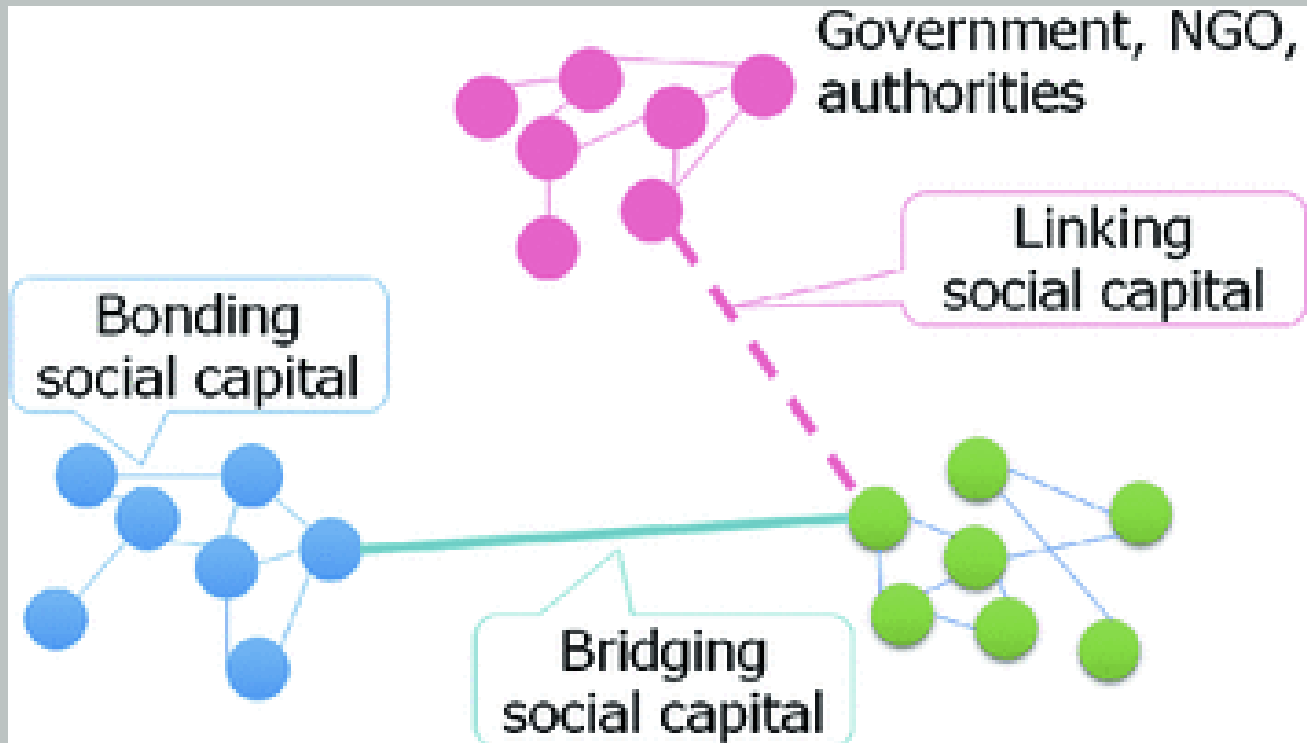 Government, NGO,
authorities
Linking
social capital
Bonding
social capital
Bridging
social capital